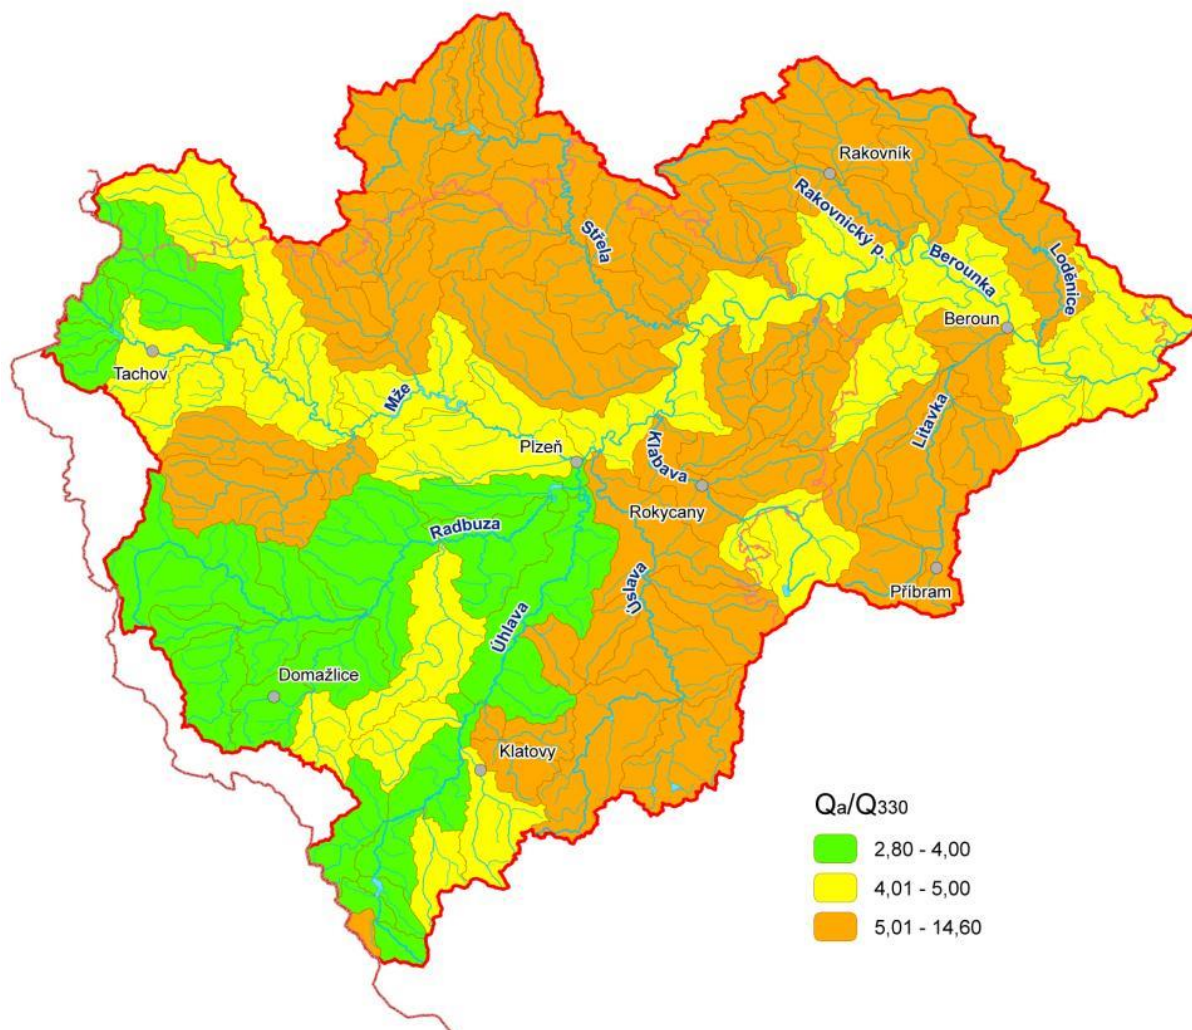 Rakovník
Rakovnický p.
Střela
Berounka
Loděnice
Beroun
Tachov
Mže
Litavka
Plzeň
Klabava
Rokycany
Radbuza
Úslava
Příbram
Úhlava
Domažlice
Klatovy
Qa/Q330
2,80 - 4,00
4,01 - 5,00
5,01 - 14,60